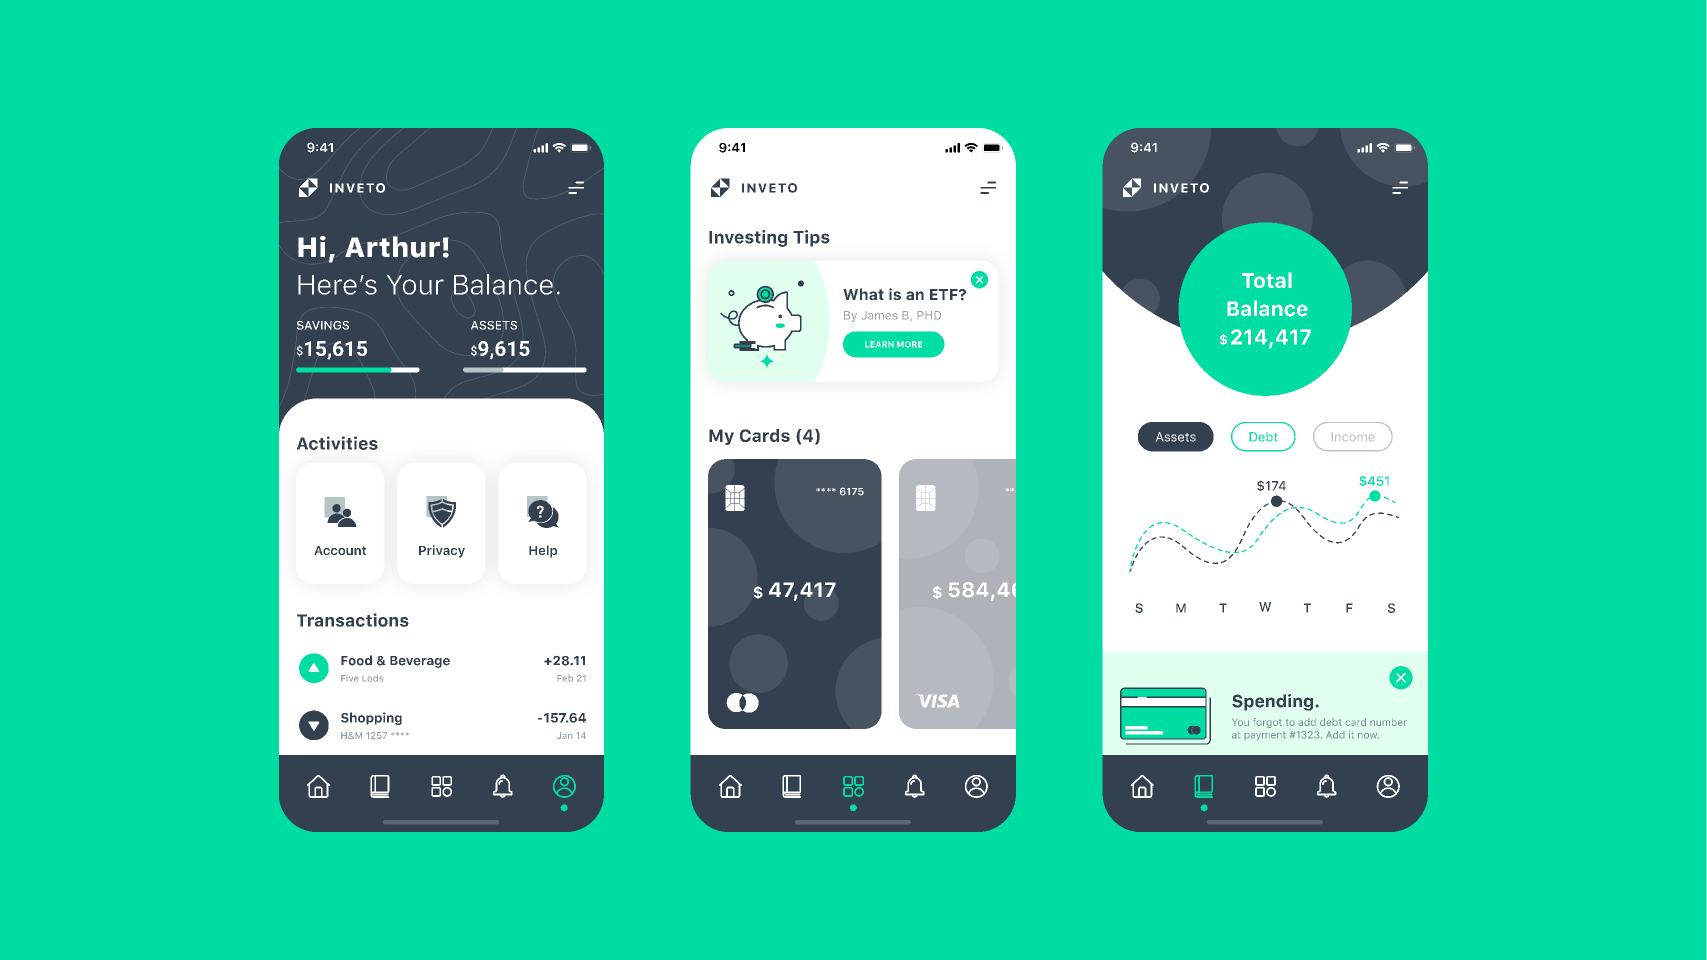 9:41
INVETO
Hi, Arthur!
Here's Your Balance.
SAVINGS
$15,615
ASSETS
$9,615
Activities
Account
Privacy
?
Help
Transactions
Food & Beverage
+28.11
Five Lods
Feb 21
Shopping
-157.64
H&M 1257 ****
Jan 14
9:41
INVETO
Investing Tips
What is an ETF?
By James B, PHD
LEARN MORE
My Cards (4)
**** 6175
$ 47,417
**
$ 584,46
VISA
9:41
INVETO
Total
Balance
$ 214,417
Assets
Debt
Income
$174
$451
S M T W T F S
Spending.
You forgot to add debt card number
at payment #1323. Add it now.